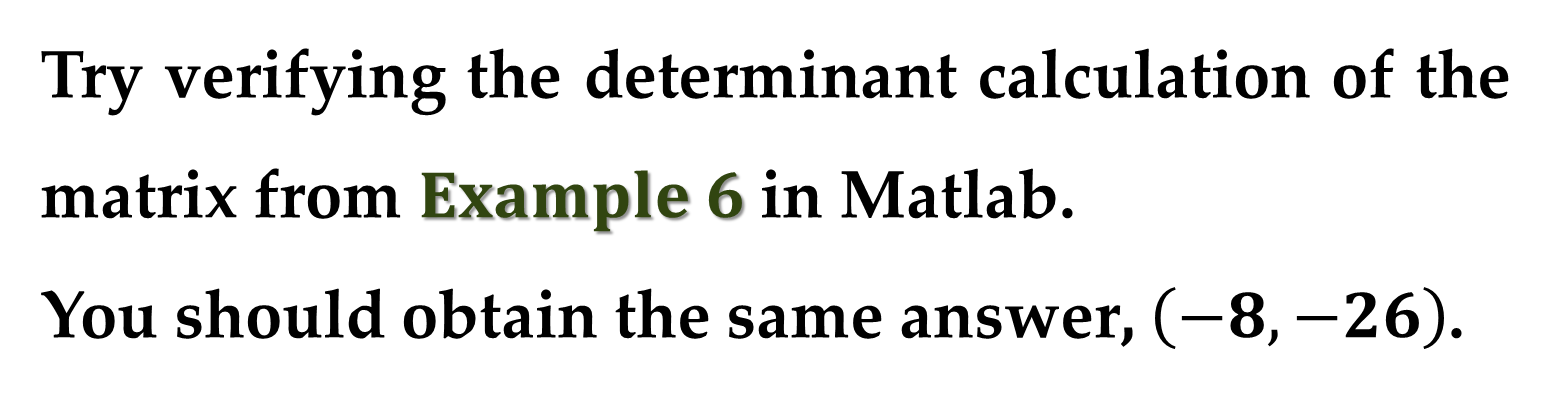 Try verifying the determinant calculation of the
matrix from Example 6 in Matlab.
You should obtain the same answer, (−8, −26).